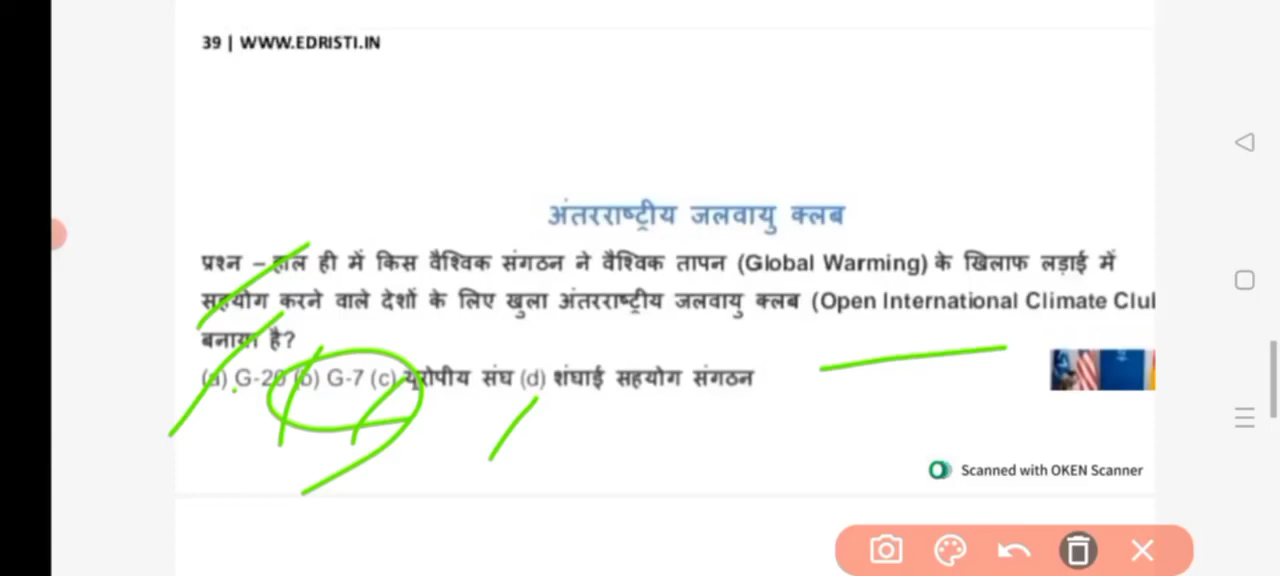 39 | WWW.EDRISTI.IN
अंतरराष्ट्रीय जलवायु क्लब
प्रश्न – हाल ही में किस वैश्विक संगठन ने वैश्विक तापन (Global Warming) के खिलाफ लड़ाई में
सहयोग करने वाले देशों के लिए खुला अंतरराष्ट्रीय जलवायु क्लब (Open International Climate Clul
बनाया है?
(a) G-20 (b) G-7 (c) यूरोपीय संघ (d) शंघाई सहयोग संगठन
Scanned with OKEN Scanner